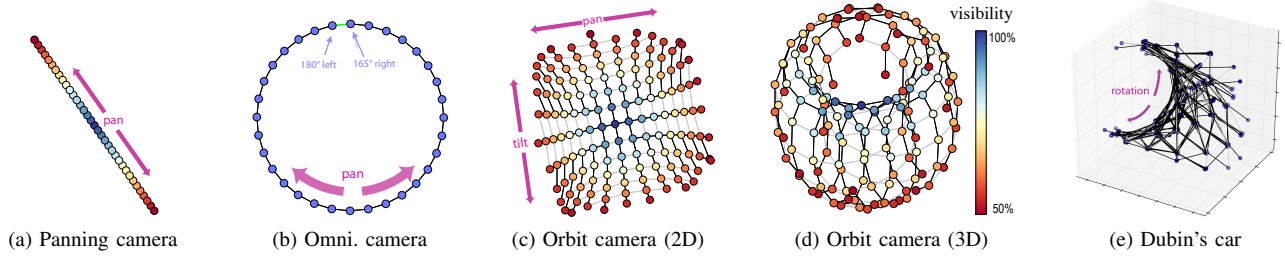 pan
180° left
165° right
pan
pan
tilt
visibility
100%
50%
rotation
(a) Panning camera
(b) Omni. camera
(c) Orbit camera (2D)
(d) Orbit camera (3D)
(e) Dubin's car